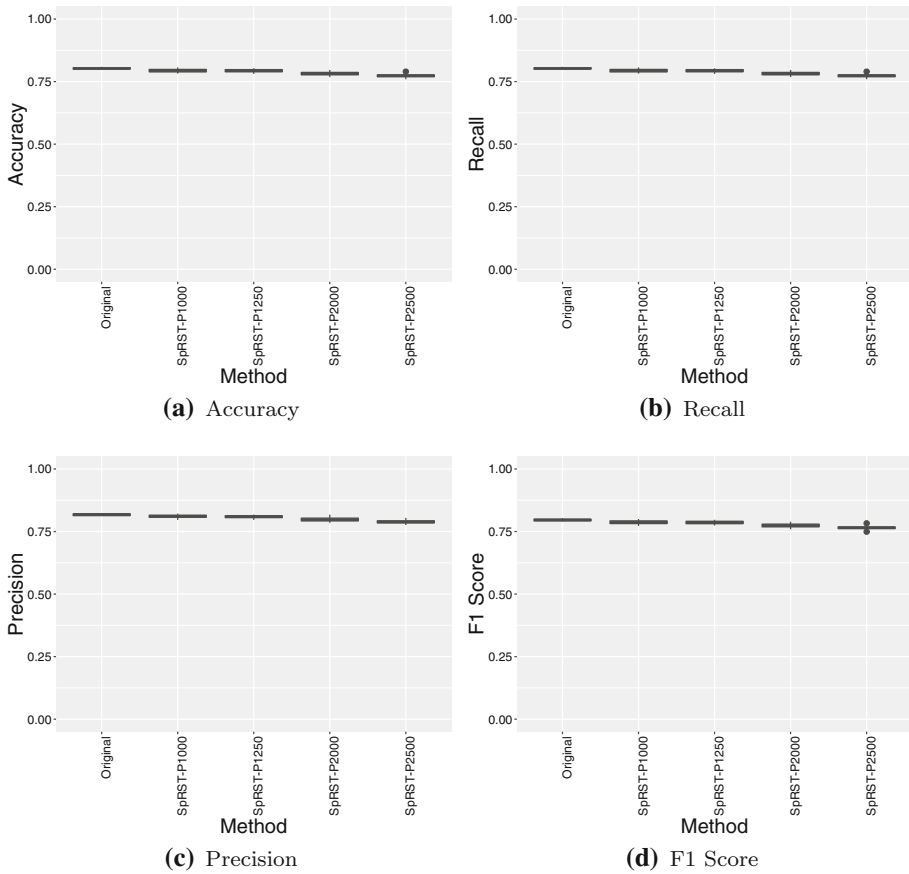 1.00
0.75
0.50
0.25
0.00
Accuracy
Original
SpRST-P1000
SpRST-P1250
SpRST-P2000
SpRST-P2500
Method
(a) Accuracy
1.00
0.75
0.50
0.25
0.00
Recall
Original
SpRST-P1000
SpRST-P1250
SpRST-P2000
SpRST-P2500
Method
(b) Recall
1.00
0.75
0.50
0.25
0.00
Precision
Original
SpRST-P1000
SpRST-P1250
SpRST-P2000
SpRST-P2500
Method
(c) Precision
1.00
0.75
0.50
0.25
0.00
F1 Score
Original
SpRST-P1000
SpRST-P1250
SpRST-P2000
SpRST-P2500
Method
(d) F1 Score